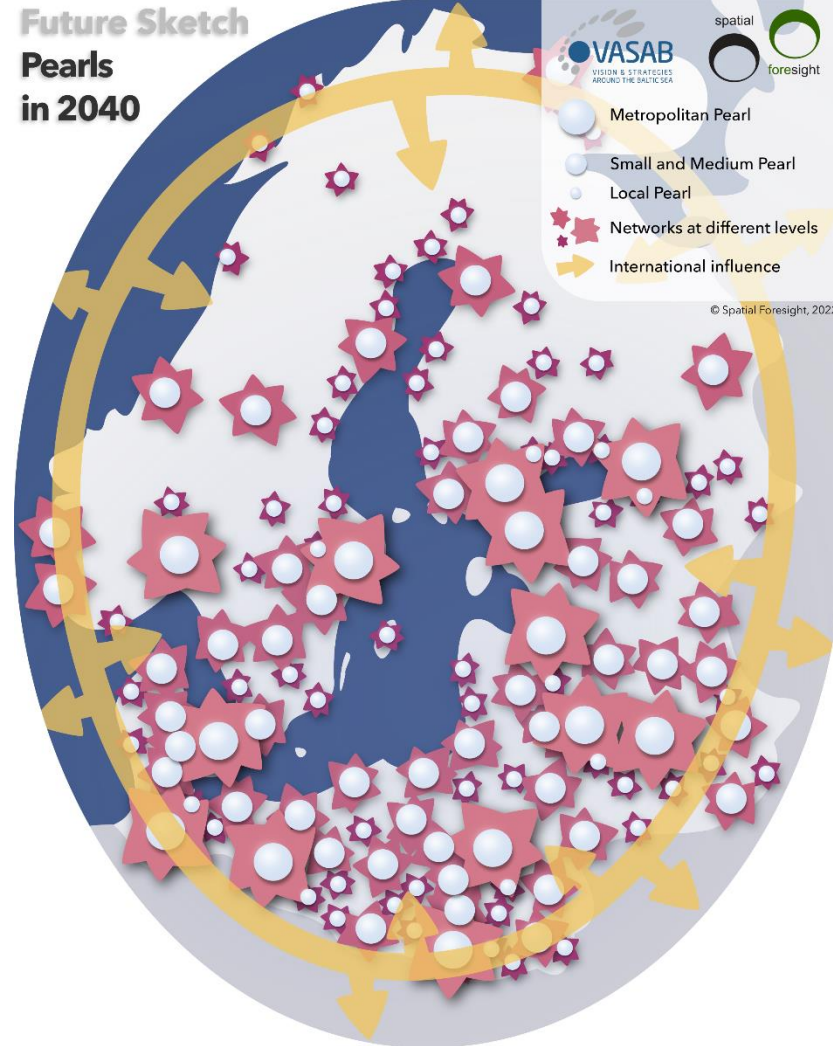 Future Sketch
Pearls
in 2040
VASAB
VISION & STRATEGIES
AROUND THE BALTIC SEA
spatial
foresight
Metropolitan Pearl
Small and Medium Pearl
Local Pearl
Networks at different levels
International influence
© Spatial Foresight, 2022